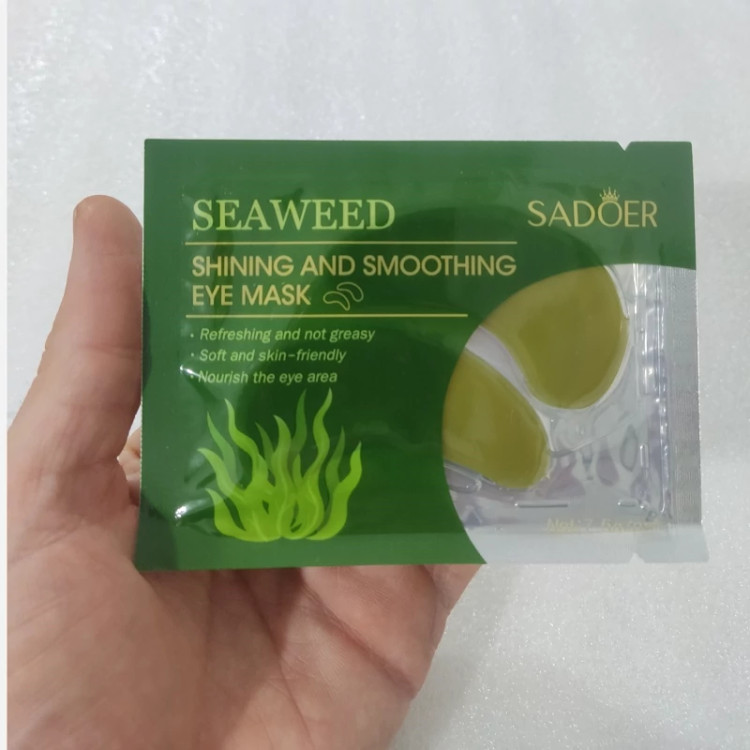 SEAWEED
SADOER
SHINING AND SMOOTHING
EYE MASK
• Refreshing and not greasy
• Soft and skin-friendly
• Nourish the eye area